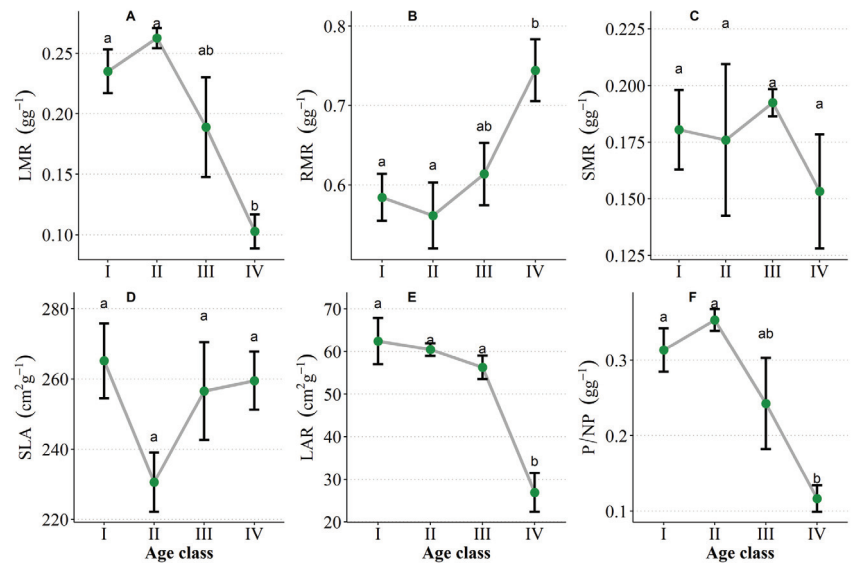 A
LMR (gg⁻¹)
0.25
0.20
0.15
0.10
a
a
ab
b
I II III IV
B
RMR (gg⁻¹)
0.8
0.7
0.6
a
a
ab
b
I II III IV
C
SMR (gg⁻¹)
0.225
0.200
0.175
0.150
0.125
a
a
a
a
I II III IV
D
SLA (cm²g⁻¹)
280
260
240
220
a
a
a
a
I II III IV
Age class
E
LAR (cm²g⁻¹)
70
60
50
40
30
20
a
a
a
b
I II III IV
Age class
F
P/NP (gg⁻¹)
0.3
0.2
0.1
a
a
ab
b
I II III IV
Age class